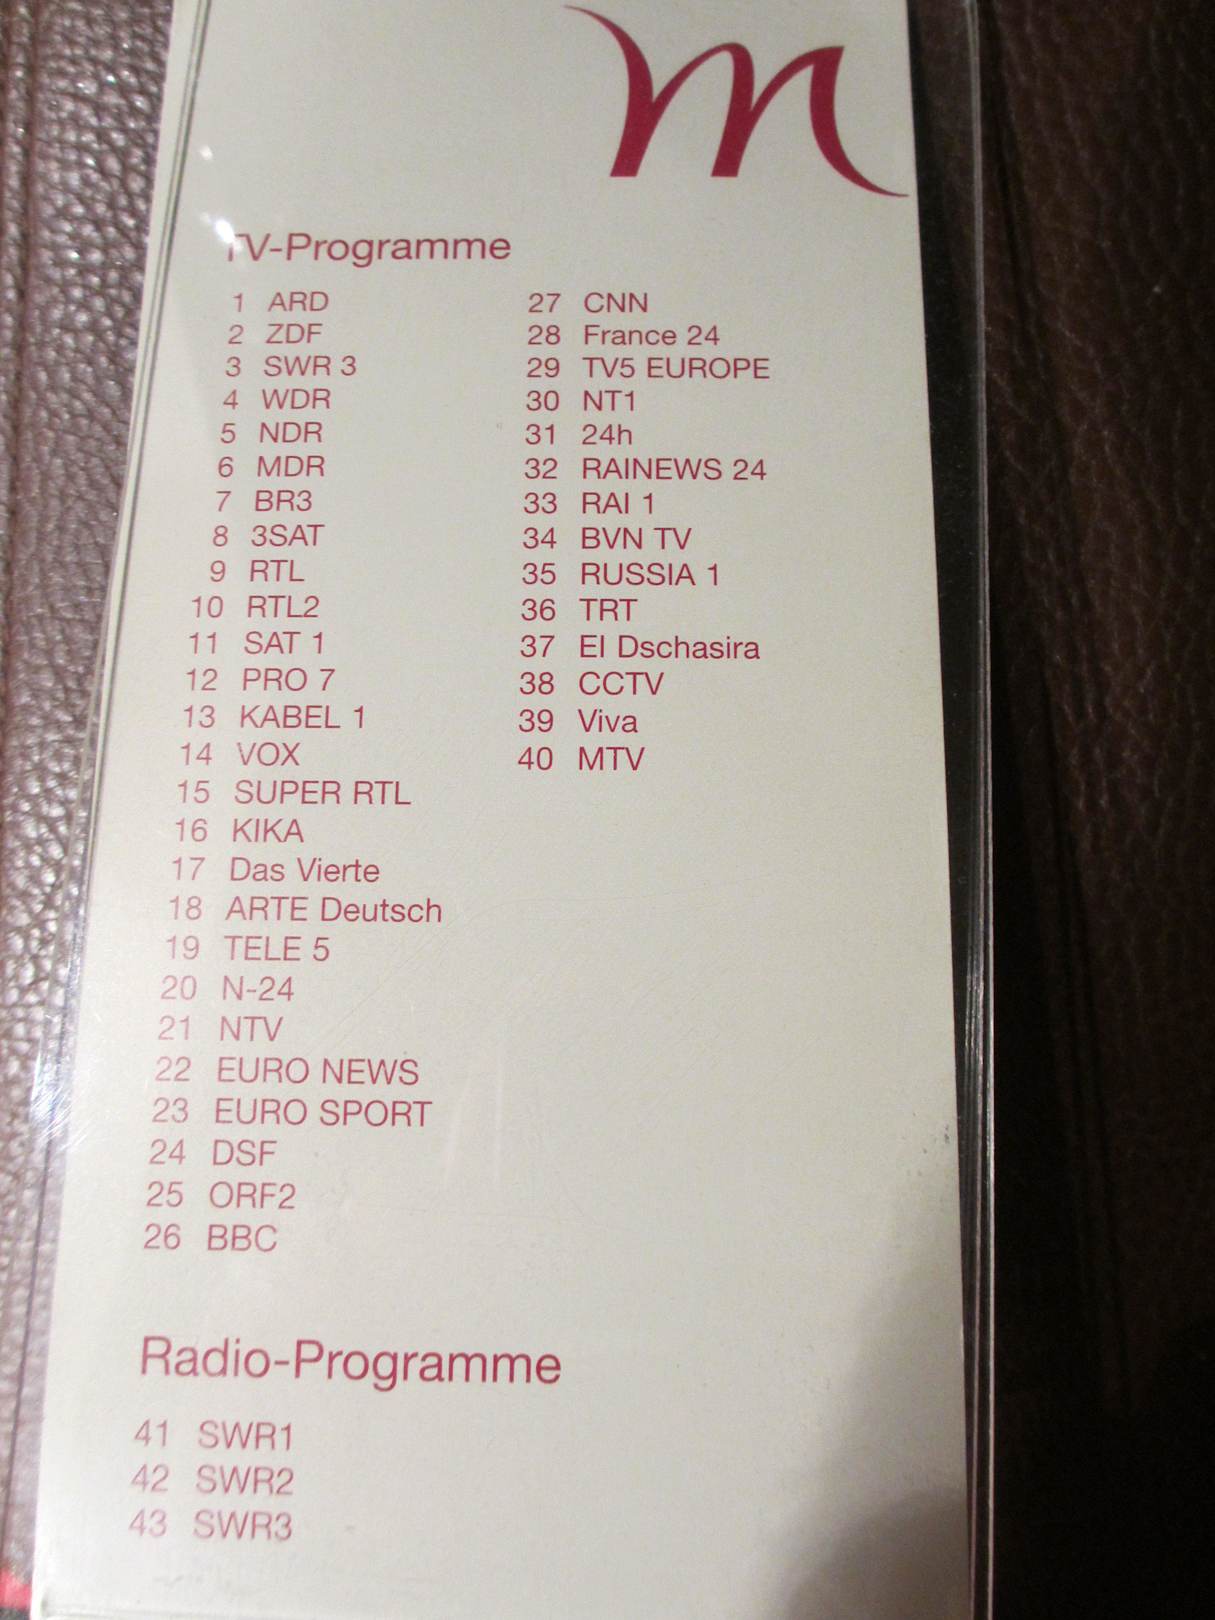 m
TV-Programme
1 ARD
2 ZDF
3 SWR 3
4 WDR
5 NDR
6 MDR
7 BR3
8 3SAT
9 RTL
10 RTL2
11 SAT 1
12 PRO 7
13 KABEL 1
14 VOX
15 SUPER RTL
16 KIKA
17 Das Vierte
18 ARTE Deutsch
19 TELE 5
20 N-24
21 NTV
22 EURO NEWS
23 EURO SPORT
24 DSF
25 ORF2
26 BBC
27 CNN
28 France 24
29 TV5 EUROPE
30 NT1
31 24h
32 RAINEWS 24
33 RAI 1
34 BVN TV
35 RUSSIA 1
36 TRT
37 El Dschasira
38 CCTV
39 Viva
40 MTV
Radio-Programme
41 SWR1
42 SWR2
43 SWR3